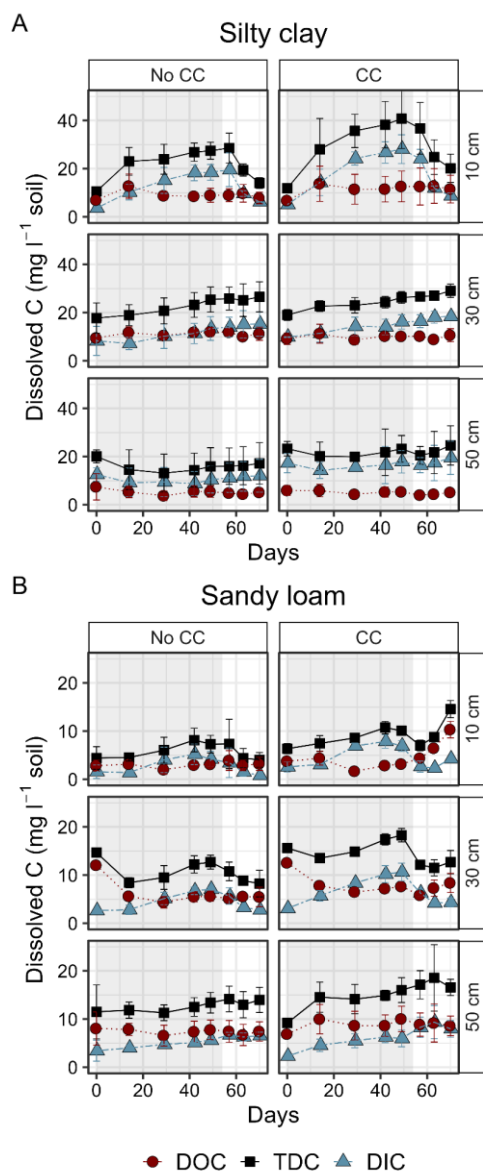 A
Silty clay
No CC
CC
40
20
0
10 cm
40
20
0
30 cm
40
20
0
50 cm
Dissolved C (mg l⁻¹ soil)
0 20 40 60 0 20 40 60
Days
B
Sandy loam
No CC
CC
20
10
0
10 cm
20
10
0
30 cm
20
10
0
50 cm
Dissolved C (mg l⁻¹ soil)
0 20 40 60 0 20 40 60
Days
DOC TDC DIC